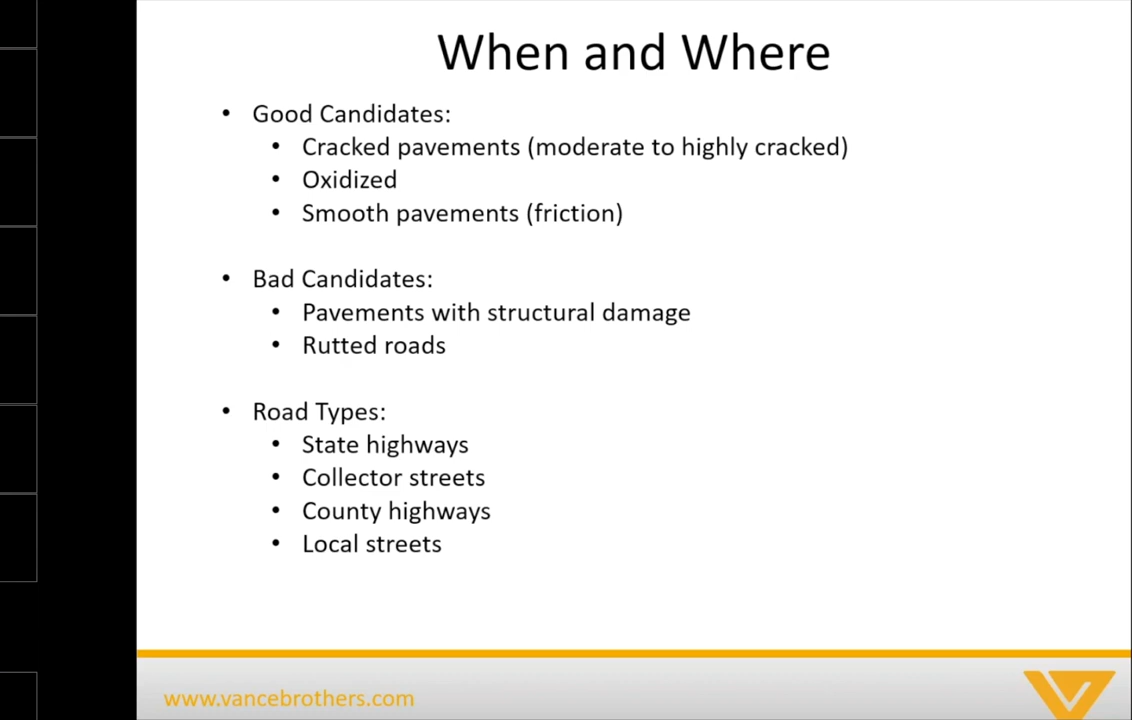 When and Where
• Good Candidates:
• Cracked pavements (moderate to highly cracked)
• Oxidized
• Smooth pavements (friction)
• Bad Candidates:
• Pavements with structural damage
• Rutted roads
• Road Types:
• State highways
• Collector streets
• County highways
• Local streets
www.vancebrothers.com